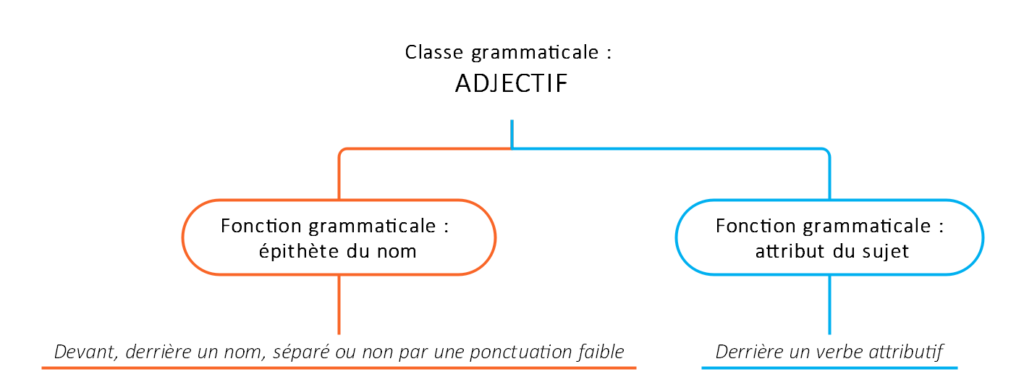 Classe grammaticale :
ADJECTIF
Fonction grammaticale :
épithète du nom
Fonction grammaticale :
attribut du sujet
Devant, derrière un nom, séparé ou non par une ponctuation faible
Derrière un verbe attributif